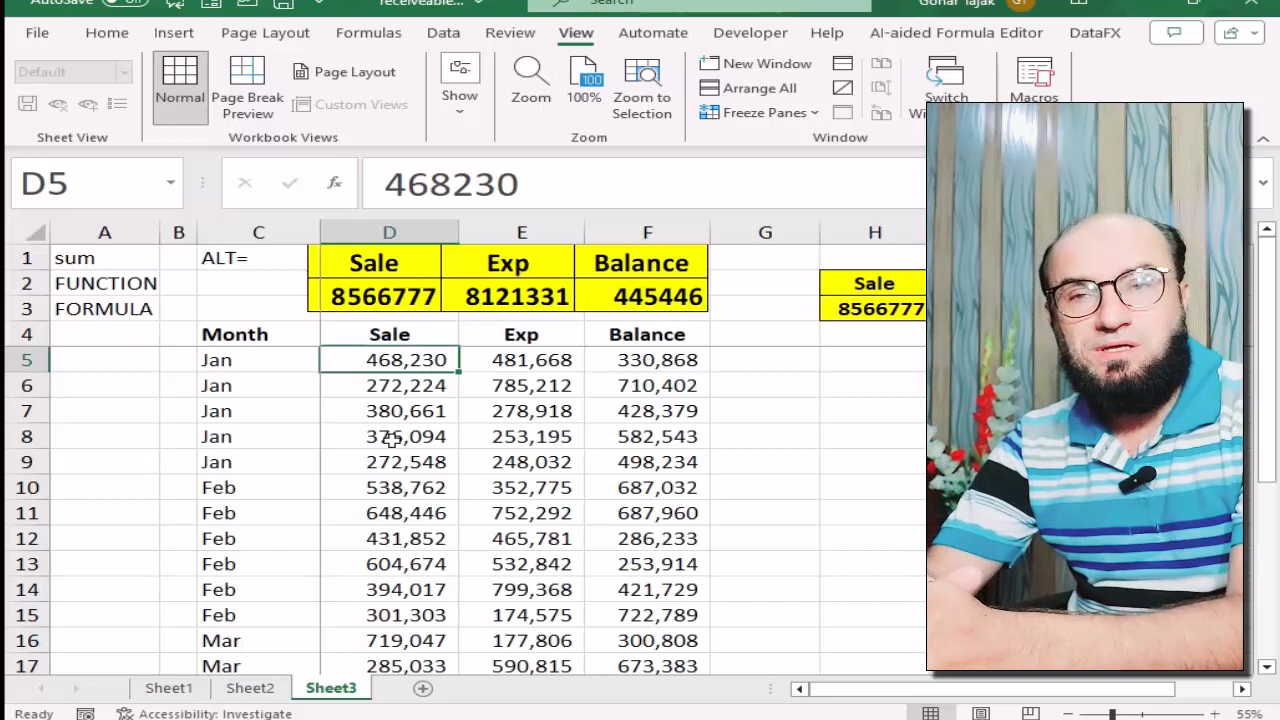 AutoSave Off receiveable... Search Gohar Tajak
File Home Insert Page Layout Formulas Data Review View Automate Developer Help AI-aided Formula Editor DataFX
Default Normal Page Break Preview Page Layout Custom Views Show Zoom 100 100% Zoom to Selection New Window Arrange All Freeze Panes Switch Macros
Sheet View Workbook Views Zoom Window
D5 fx 468230
A B C D E F G H
1 sum ALT= Sale Exp Balance
2 FUNCTION Sale
3 FORMULA 8566777 8121331 445446 8566777
4 Month Sale Exp Balance
5 Jan 468,230 481,668 330,868
6 Jan 272,224 785,212 710,402
7 Jan 380,661 278,918 428,379
8 Jan 376,094 253,195 582,543
9 Jan 272,548 248,032 498,234
10 Feb 538,762 352,775 687,032
11 Feb 648,446 752,292 687,960
12 Feb 431,852 465,781 286,233
13 Feb 604,674 532,842 253,914
14 Feb 394,017 799,368 421,729
15 Feb 301,303 174,575 722,789
16 Mar 719,047 177,806 300,808
17 Mar 285,033 590,815 673,383
Sheet1 Sheet2 Sheet3
Ready Accessibility: Investigate 55%